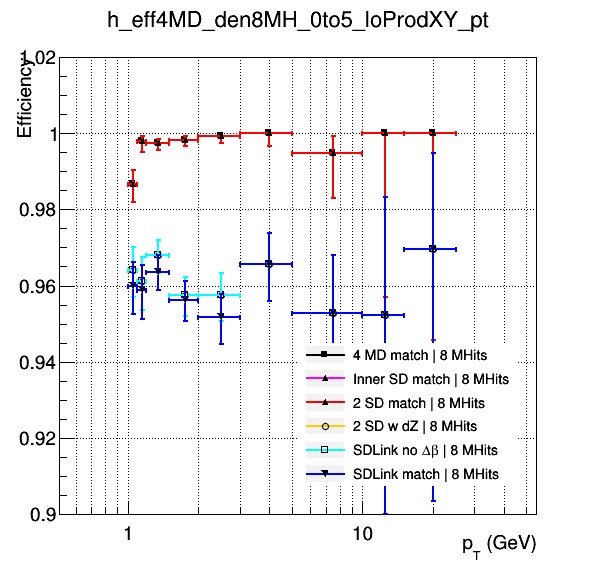 h_eff4MD_den8MH_0to5_loProdXY_pt
Efficiency
1.02
1
0.98
0.96
0.94
0.92
0.9
4 MD match | 8 MHits
Inner SD match | 8 MHits
2 SD match | 8 MHits
2 SD w dZ | 8 MHits
SDLink no Δβ | 8 MHits
SDLink match | 8 MHits
1
10
p_T (GeV)